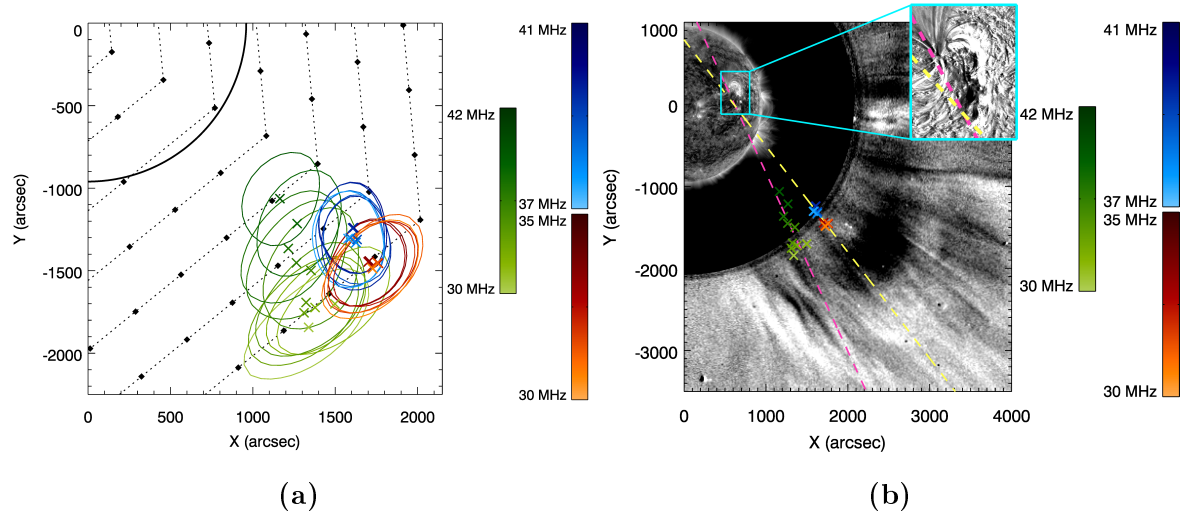 0
-500
-1000
-1500
-2000
Y (arcsec)
0 500 1000 1500 2000
X (arcsec)
42 MHz
30 MHz
41 MHz
37 MHz
35 MHz
30 MHz
(a)
1000
0
-1000
-2000
-3000
Y (arcsec)
0 1000 2000 3000 4000
X (arcsec)
42 MHz
30 MHz
41 MHz
37 MHz
35 MHz
30 MHz
(b)